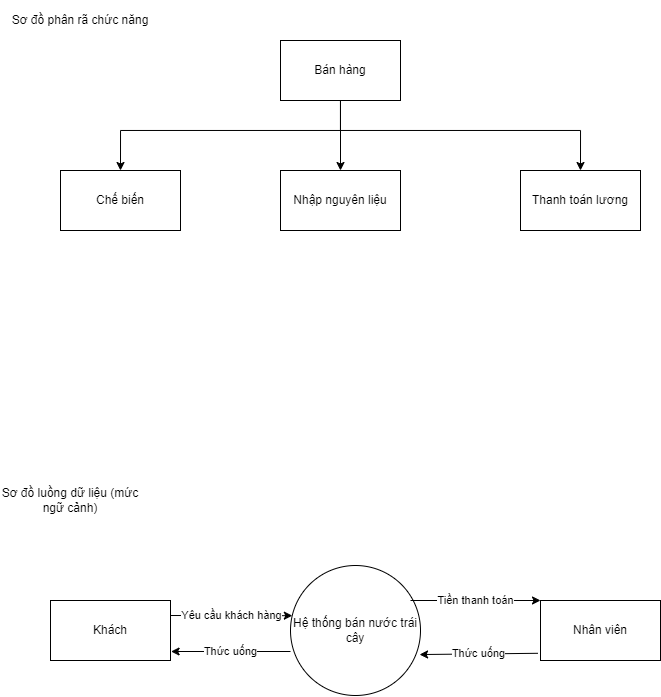 Sơ đồ phân rã chức năng
Bán hàng
Chế biến
Nhập nguyên liệu
Thanh toán lương
Sơ đồ luồng dữ liệu (mức
ngữ cảnh)
Khách
Yêu cầu khách hàng
Thức uống
Hệ thống bán nước trái
cây
Tiền thanh toán
Thức uống
Nhân viên